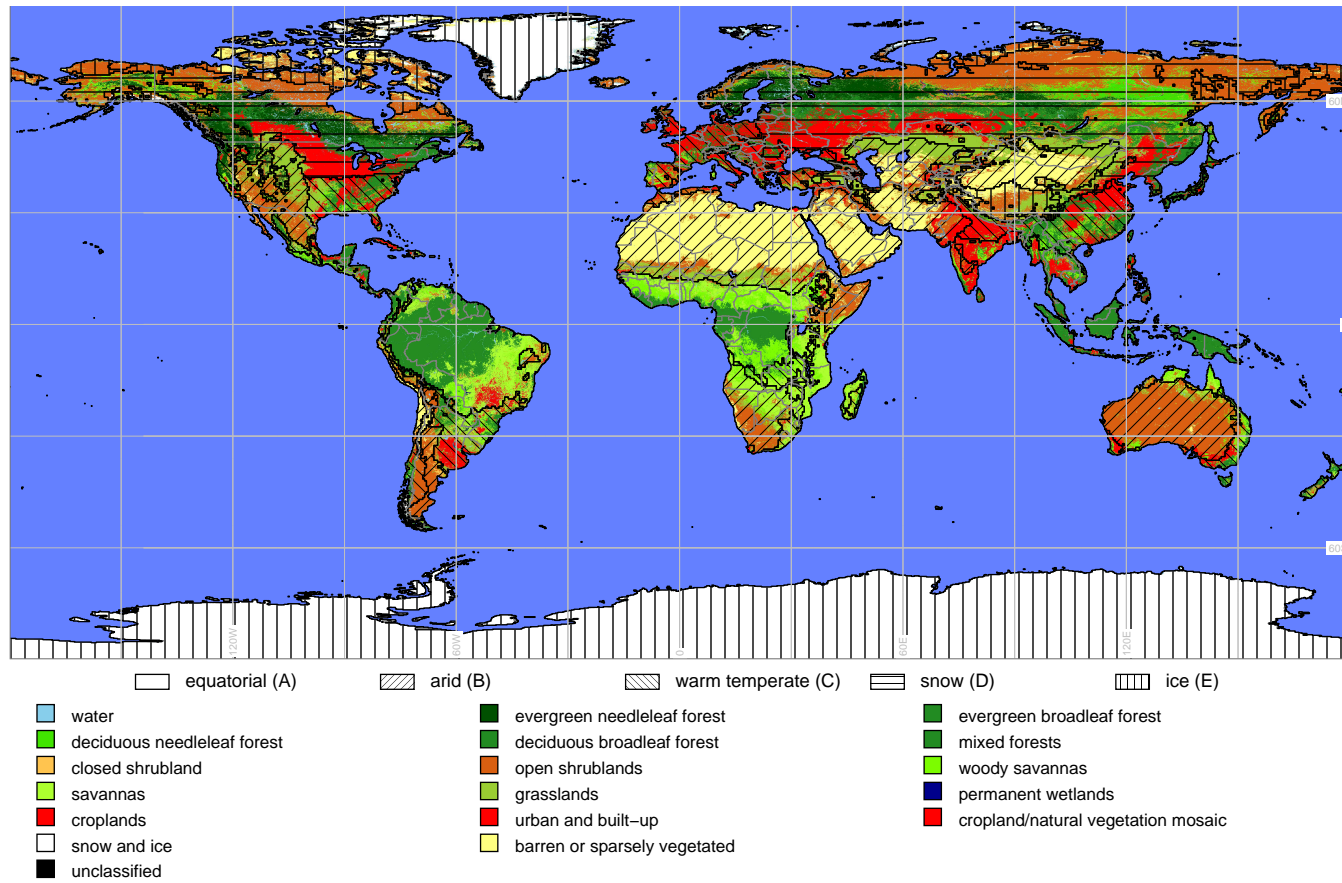 60
60S
120W
60W
0
60E
120E
equatorial (A) arid (B) warm temperate (C) snow (D) ice (E)
water evergreen needleleaf forest evergreen broadleaf forest
deciduous needleleaf forest deciduous broadleaf forest mixed forests
closed shrubland open shrublands woody savannas
savannas grasslands permanent wetlands
croplands urban and built−up cropland/natural vegetation mosaic
snow and ice barren or sparsely vegetated
unclassified